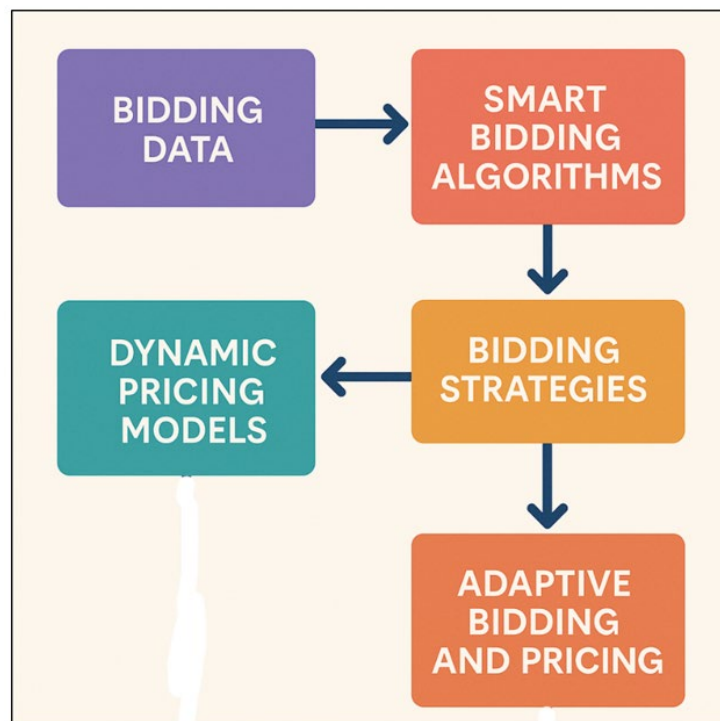 BIDDING
DATA
SMART
BIDDING
ALGORITHMS
BIDDING
STRATEGIES
DYNAMIC
PRICING
MODELS
ADAPTIVE
BIDDING
AND PRICING